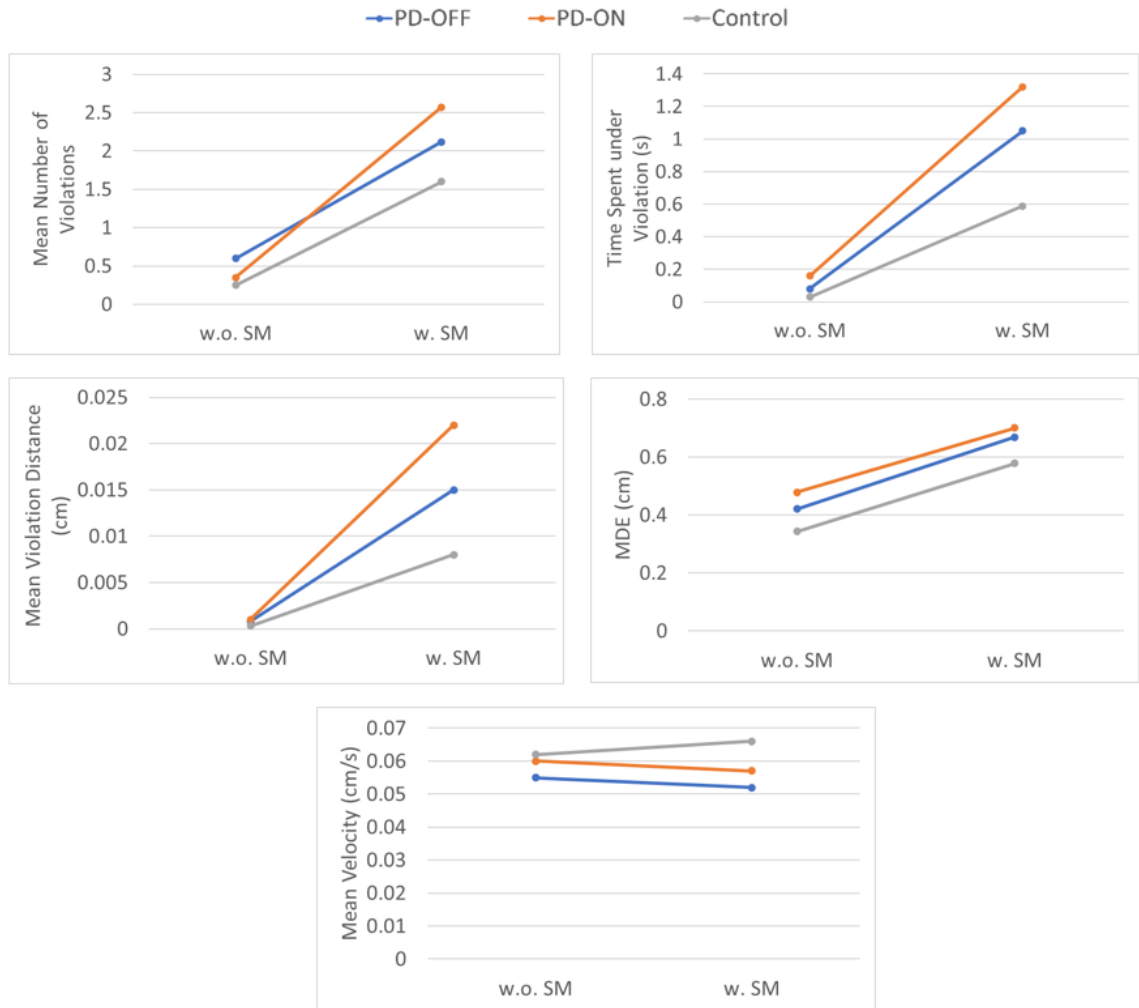 PD-OFF PD-ON Control
Mean Number of
Violations
3
2.5
2
1.5
1
0.5
0
w.o. SM w. SM
Time Spent under
Violation (s)
1.4
1.2
1
0.8
0.6
0.4
0.2
0
w.o. SM w. SM
Mean Violation Distance
(cm)
0.025
0.02
0.015
0.01
0.005
0
w.o. SM w. SM
MDE (cm)
0.8
0.6
0.4
0.2
0
w.o. SM w. SM
Mean Velocity (cm/s)
0.07
0.06
0.05
0.04
0.03
0.02
0.01
0
w.o. SM w. SM